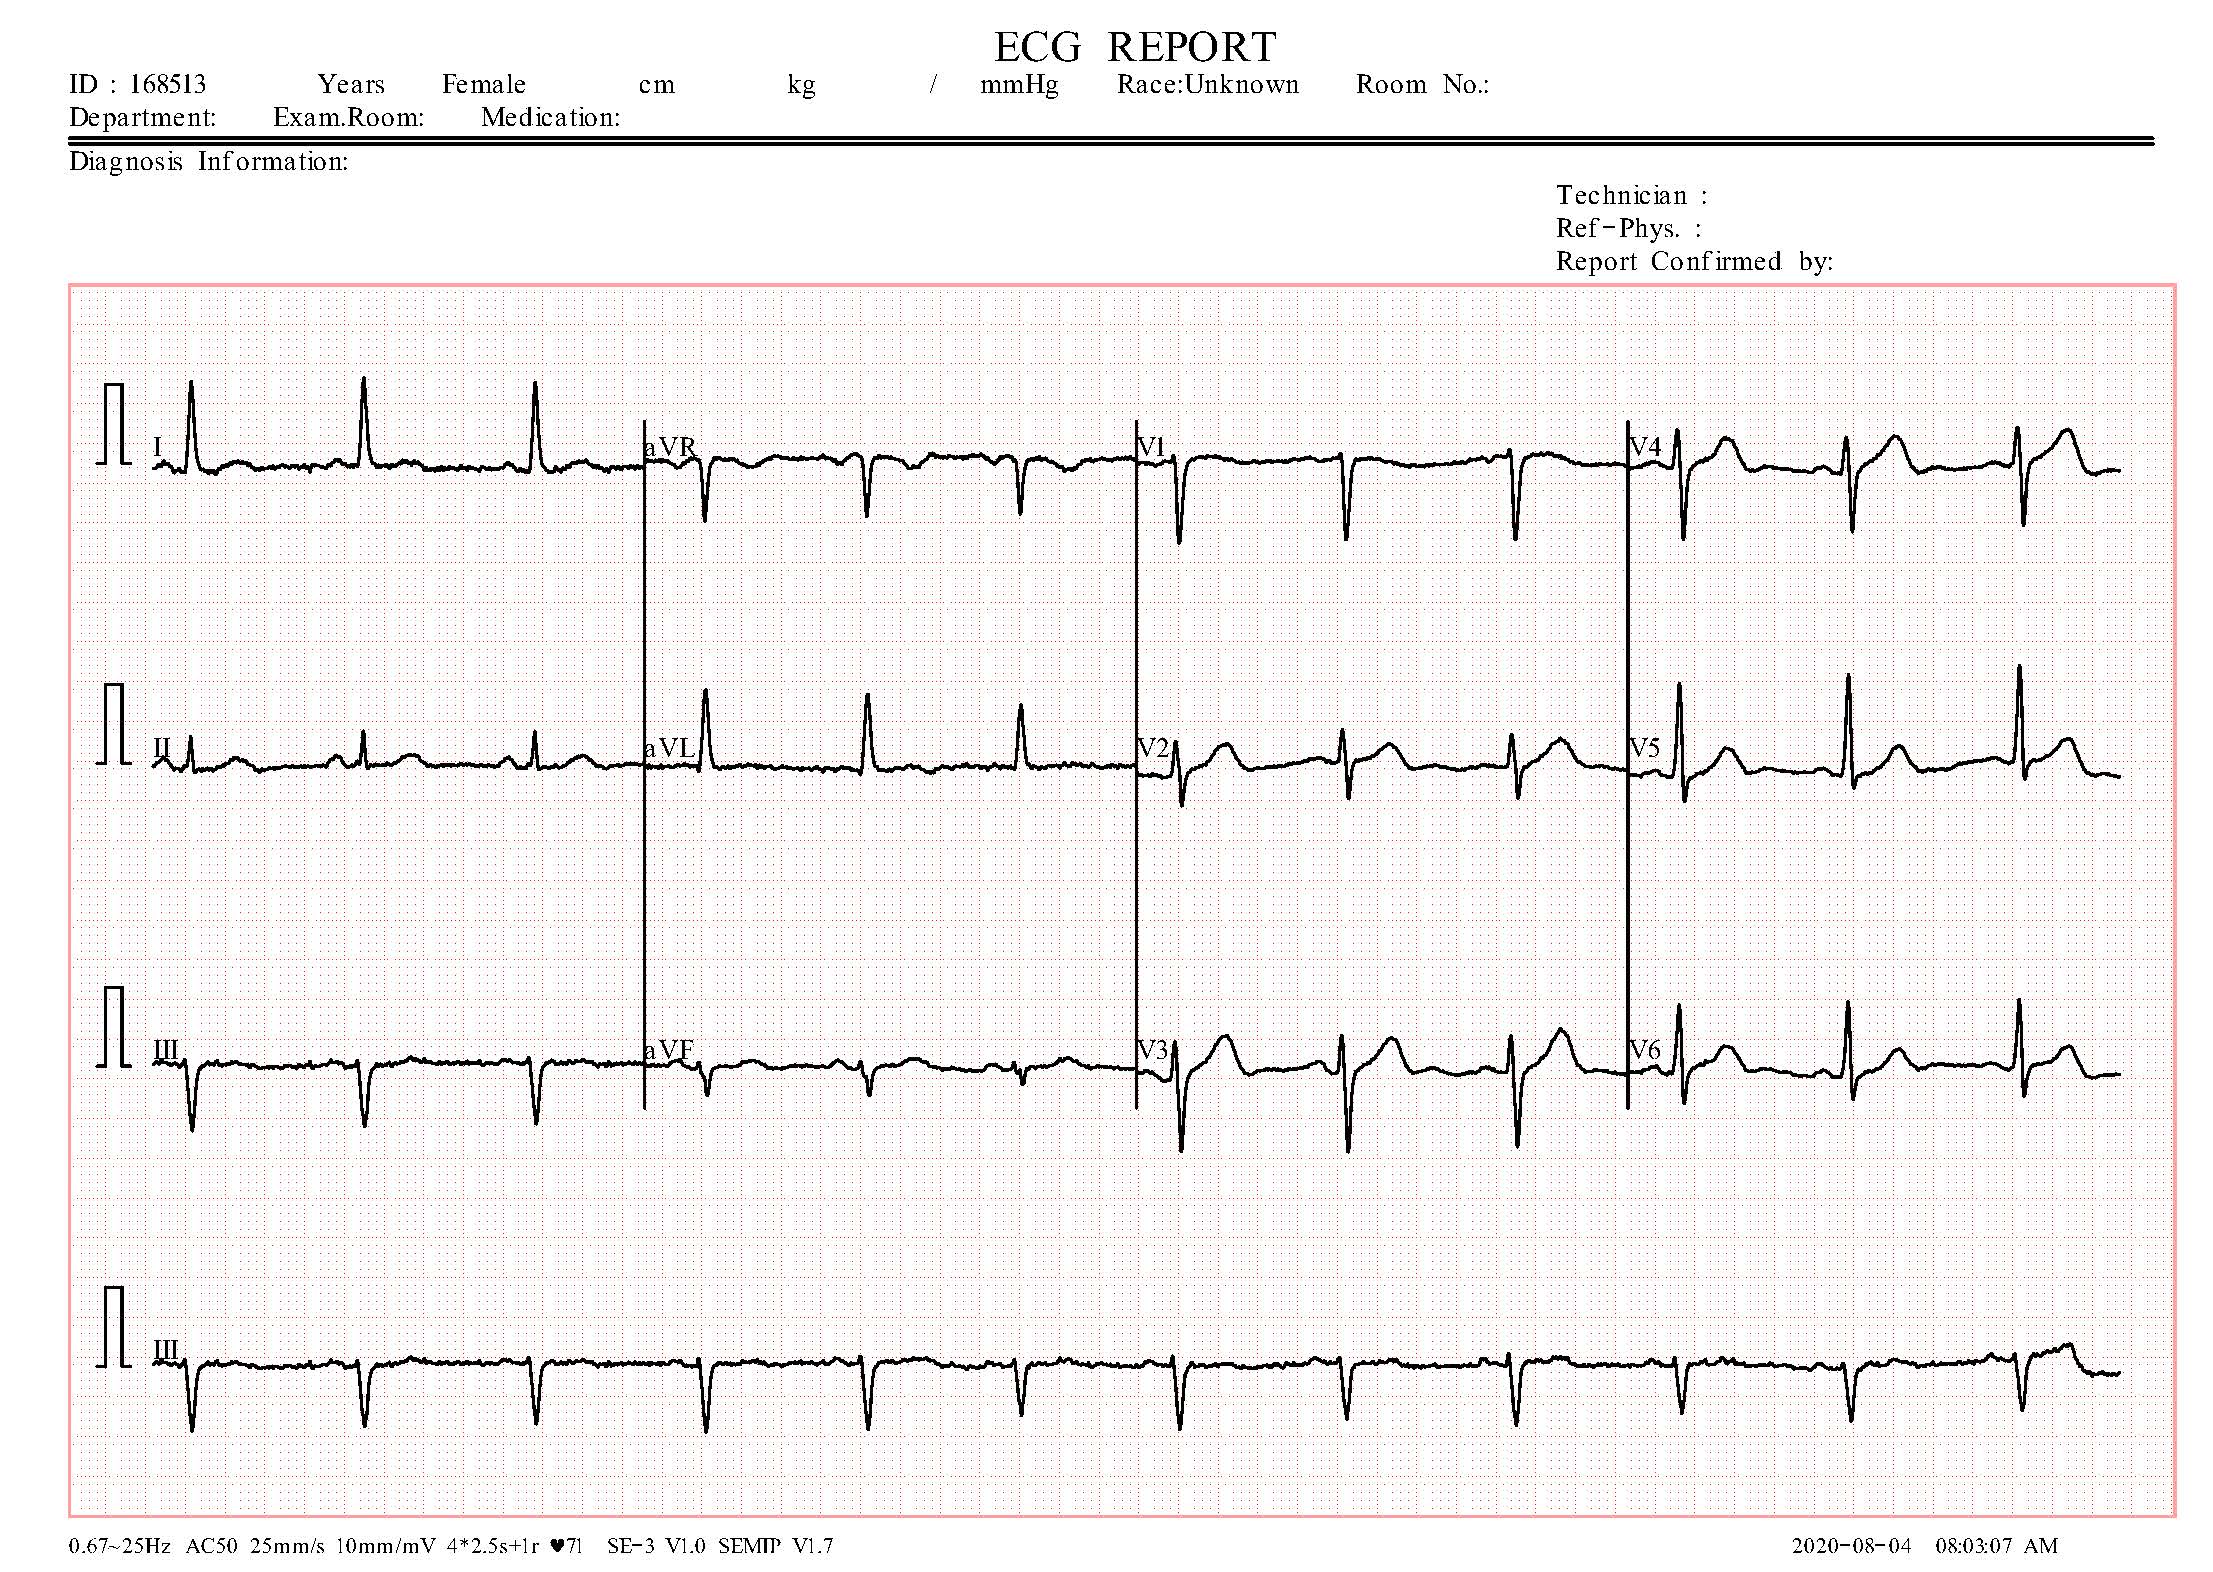 ECG REPORT
ID : 168513 Years Female cm kg / mmHg Race:Unknown Room No.:
Department: Exam.Room: Medication:
Diagnosis Information:
Technician :
Ref-Phys. :
Report Confirmed by:
I aVR V1 V4
II aVL V2 V5
III aVF V3 V6
III
0.67~25Hz AC50 25mm/s 10mm/mV 4*2.5s+1r ♥71 SE-3 V1.0 SEMIP V1.7 2020-08-04 08:03:07 AM